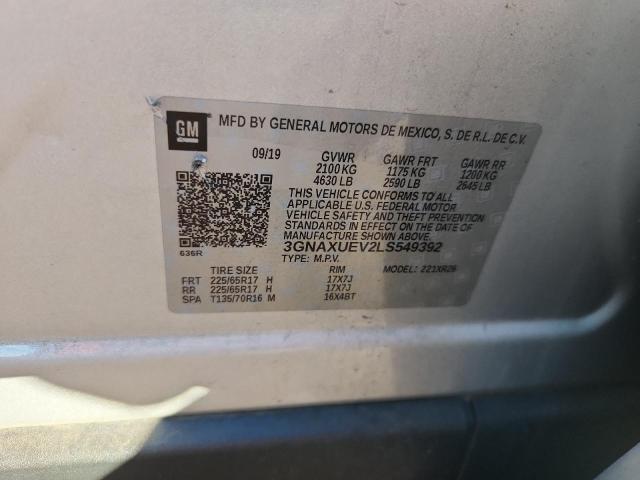 GM
MFD BY GENERAL MOTORS DE MEXICO, S. DE R.L. DE C.V.
09/19 GVWR GAWR FRT GAWR RR
2100 KG 1175 KG 1200 KG
4630 LB 2590 LB 2645 LB
THIS VEHICLE CONFORMS TO ALL
APPLICABLE U.S. FEDERAL MOTOR
VEHICLE SAFETY AND THEFT PREVENTION
STANDARDS IN EFFECT ON THE DATE OF
MANUFACTURE SHOWN ABOVE.
3GNAXUEV2LS549392
636R
TYPE: M.P.V. MODEL: 221XR26
TIRE SIZE RIM
FRT 225/65R17 H 17X7J
RR 225/65R17 H 17X7J
SPA T135/70R16 M 16X4BT